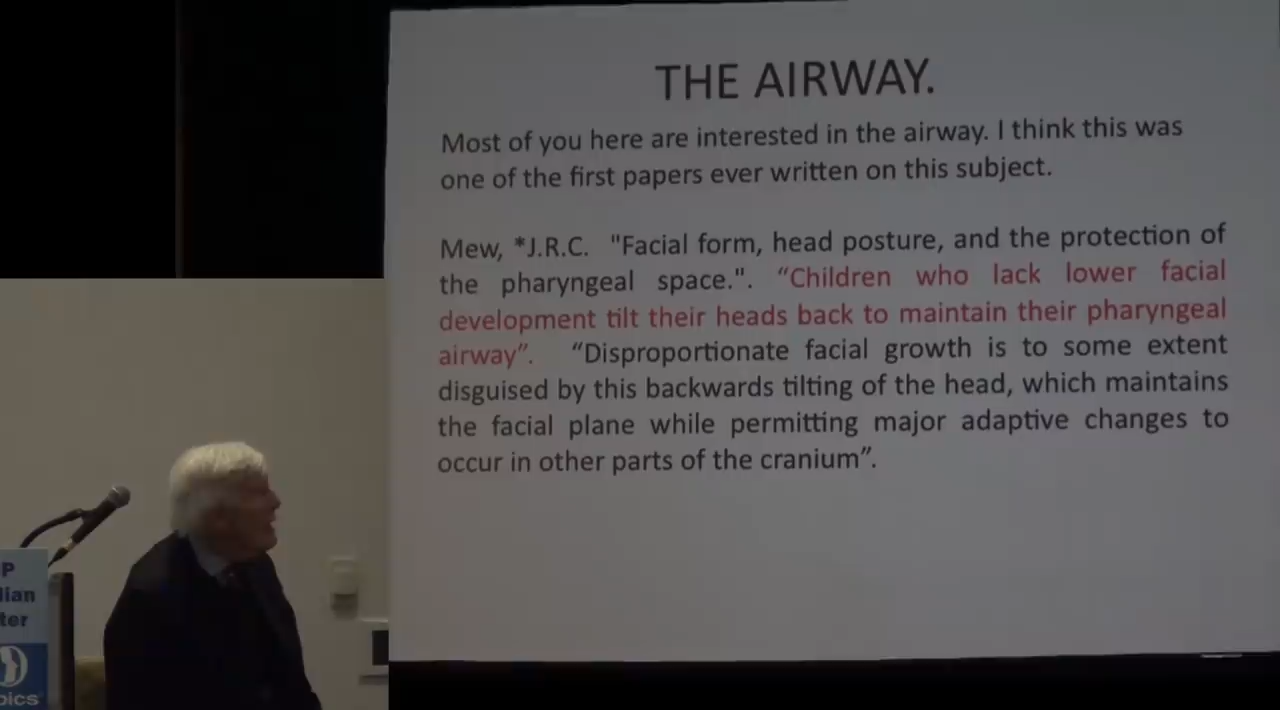 THE AIRWAY.
Most of you here are interested in the airway. I think this was
one of the first papers ever written on this subject.
Mew, *J.R.C. "Facial form, head posture, and the protection of
the pharyngeal space.". “Children who lack lower facial
development tilt their heads back to maintain their pharyngeal
airway”. “Disproportionate facial growth is to some extent
disguised by this backwards tilting of the head, which maintains
the facial plane while permitting major adaptive changes to
occur in other parts of the cranium”.
P
lian
ter
pics